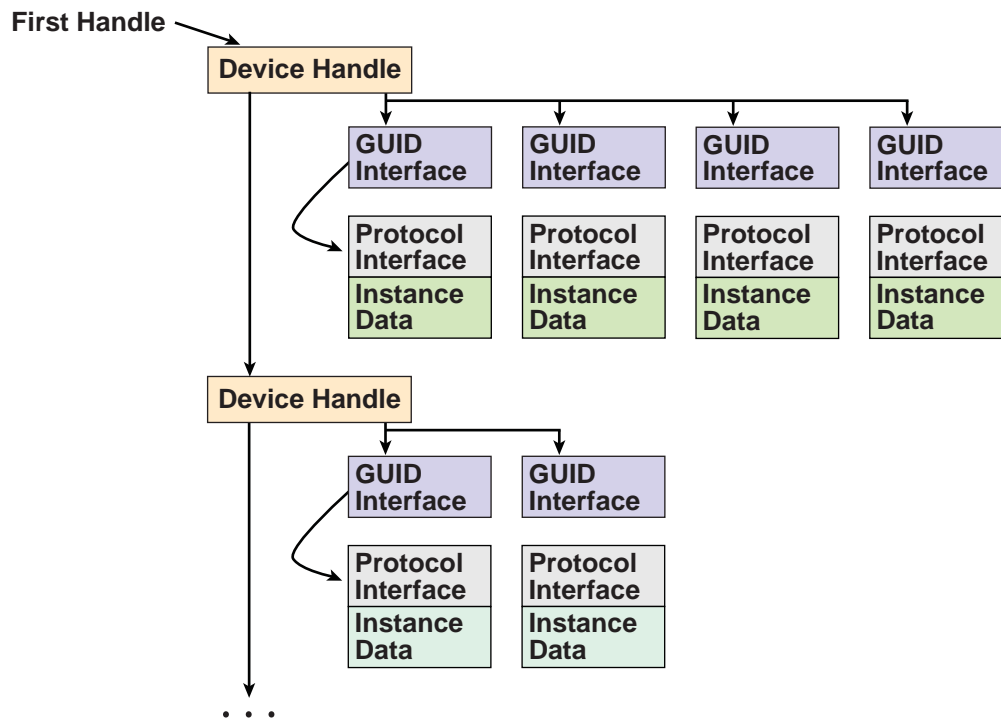 First Handle
Device Handle
GUID
Interface
GUID
Interface
GUID
Interface
GUID
Interface
Protocol
Interface
Protocol
Interface
Protocol
Interface
Protocol
Interface
Instance
Data
Instance
Data
Instance
Data
Instance
Data
Device Handle
GUID
Interface
GUID
Interface
Protocol
Interface
Protocol
Interface
Instance
Data
Instance
Data
. . .